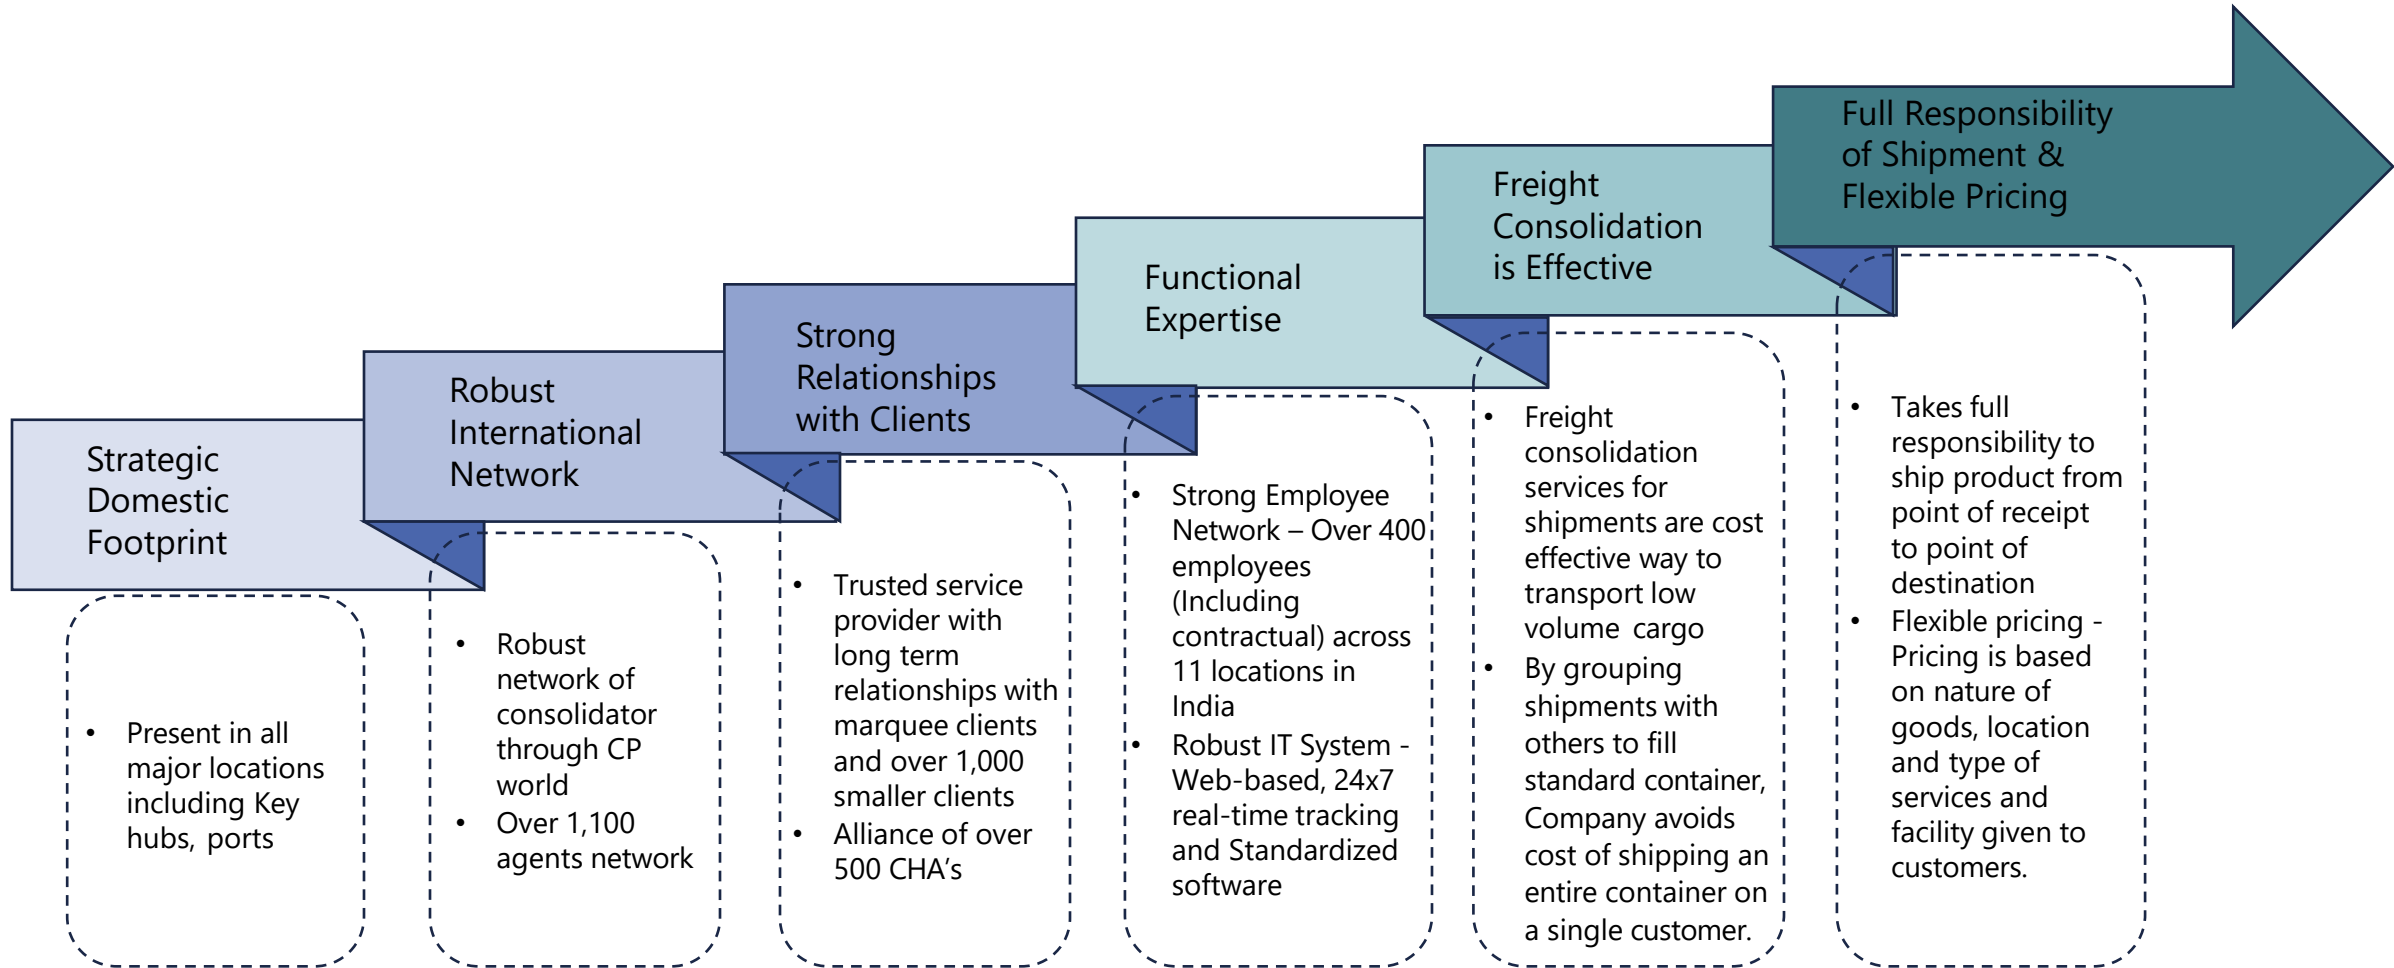 Strategic
Domestic
Footprint
• Present in all
major locations
including Key
hubs, ports
Robust
International
Network
• Robust
network of
consolidator
through CP
world
• Over 1,100
agents network
Strong
Relationships
with Clients
• Trusted service
provider with
long term
relationships with
marquee clients
and over 1,000
smaller clients
• Alliance of over
500 CHA’s
Functional
Expertise
• Strong Employee
Network – Over 400
employees
(Including
contractual) across
11 locations in
India
• Robust IT System -
Web-based, 24x7
real-time tracking
and Standardized
software
Freight
Consolidation
is Effective
• Freight
consolidation
services for
shipments are cost
effective way to
transport low
volume cargo
• By grouping
shipments with
others to fill
standard container,
Company avoids
cost of shipping an
entire container on
a single customer.
Full Responsibility
of Shipment &
Flexible Pricing
• Takes full
responsibility to
ship product from
point of receipt
to point of
destination
• Flexible pricing -
Pricing is based
on nature of
goods, location
and type of
services and
facility given to
customers.